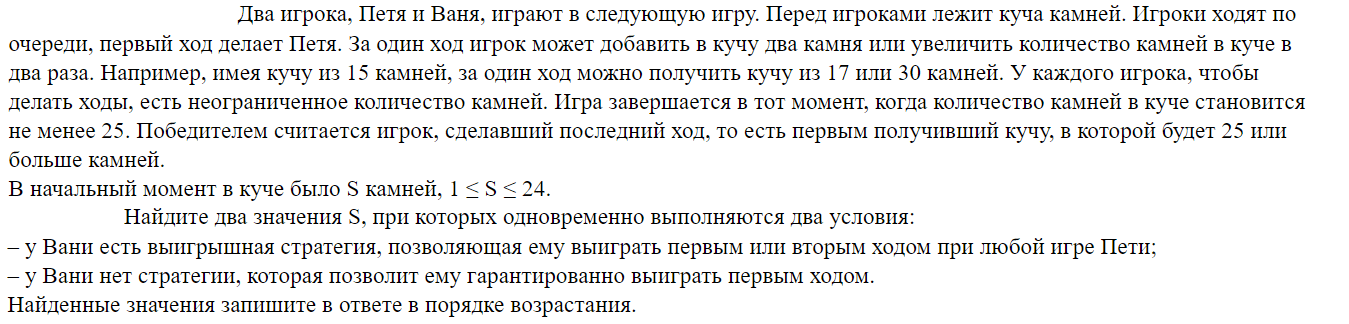 Два игрока, Петя и Ваня, играют в следующую игру. Перед игроками лежит куча камней. Игроки ходят по
очереди, первый ход делает Петя. За один ход игрок может добавить в кучу два камня или увеличить количество камней в куче в
два раза. Например, имея кучу из 15 камней, за один ход можно получить кучу из 17 или 30 камней. У каждого игрока, чтобы
делать ходы, есть неограниченное количество камней. Игра завершается в тот момент, когда количество камней в куче становится
не менее 25. Победителем считается игрок, сделавший последний ход, то есть первым получивший кучу, в которой будет 25 или
больше камней.
В начальный момент в куче было S камней, 1 ≤ S ≤ 24.
Найдите два значения S, при которых одновременно выполняются два условия:
– у Вани есть выигрышная стратегия, позволяющая ему выиграть первым или вторым ходом при любой игре Пети;
– у Вани нет стратегии, которая позволит ему гарантированно выиграть первым ходом.
Найденные значения запишите в ответе в порядке возрастания.